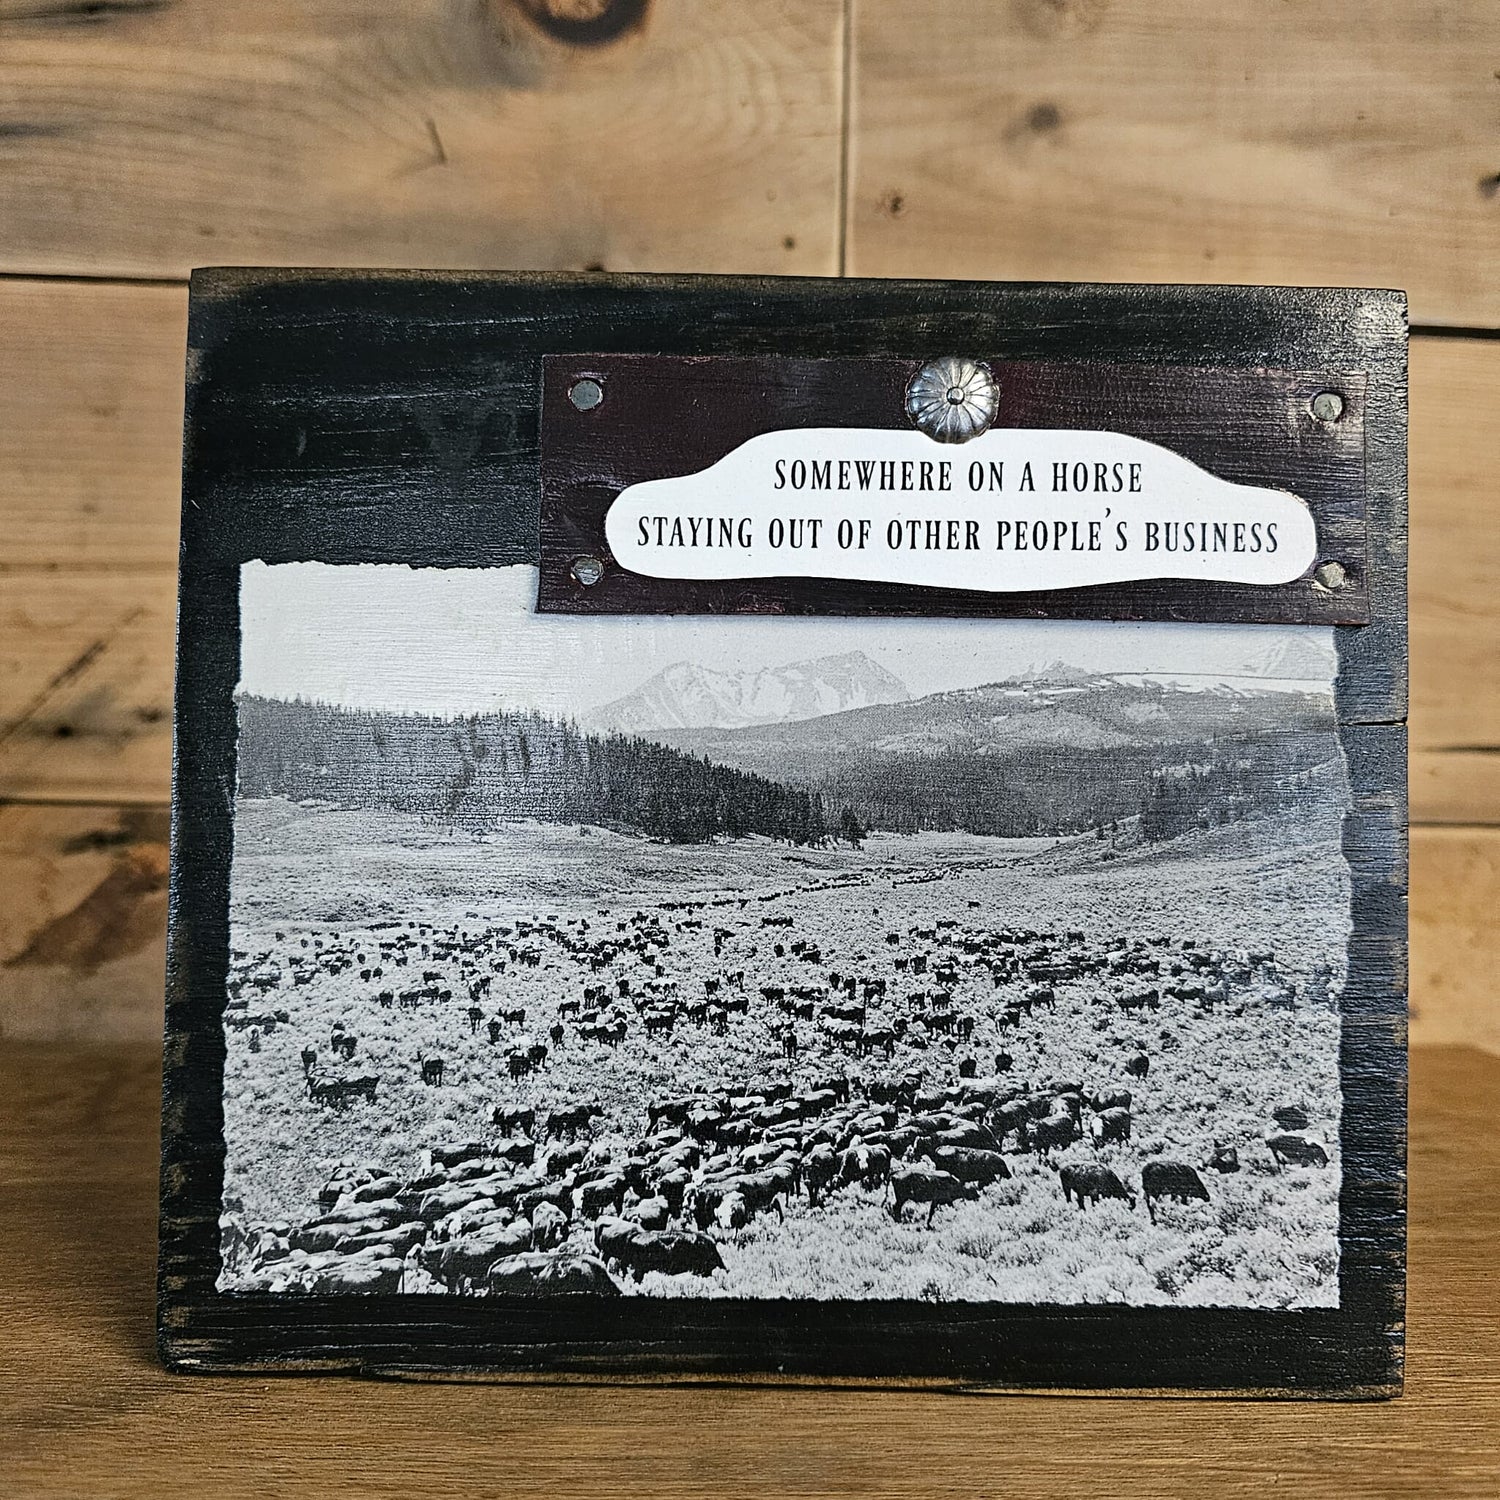 SOMEWHERE ON A HORSE
STAYING OUT OF OTHER PEOPLE'S BUSINESS